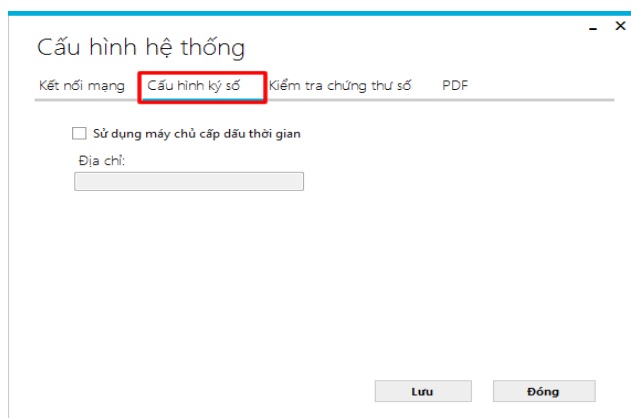 Cấu hình hệ thống
Kết nối mạng Cấu hình ký số Kiểm tra chứng thư số PDF
Sử dụng máy chủ cấp dấu thời gian
Địa chỉ:
Lưu Đóng